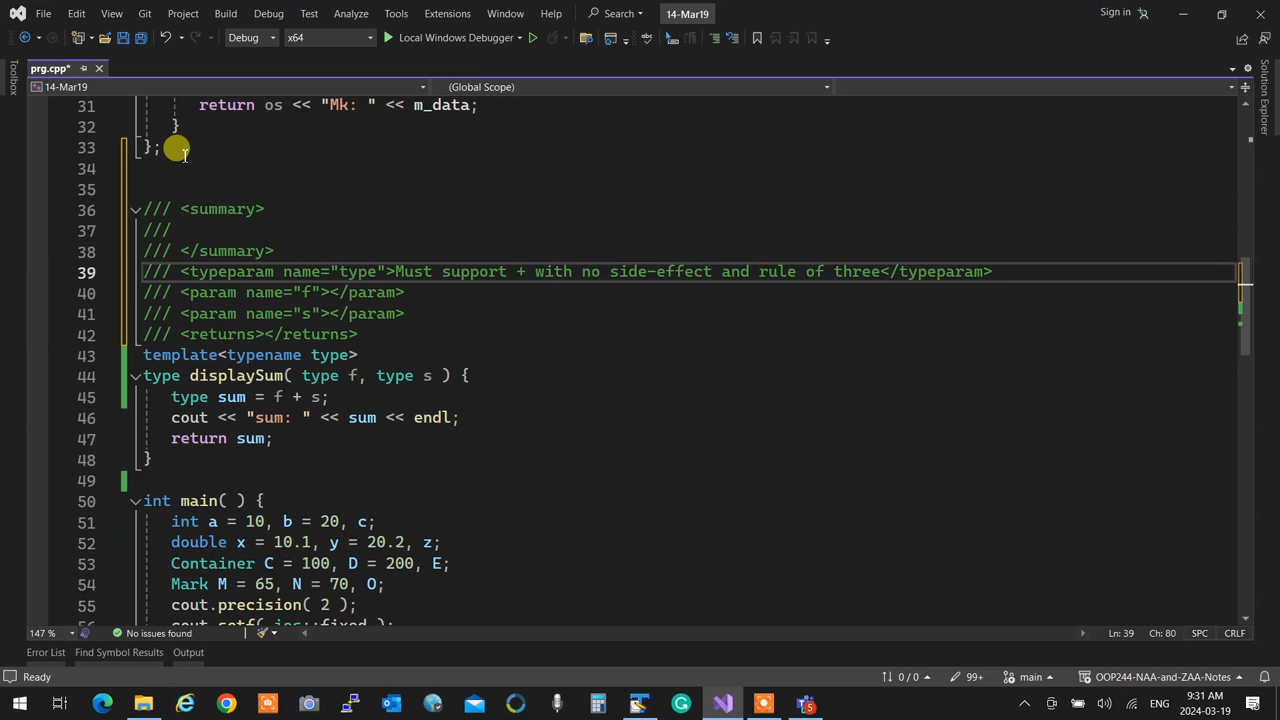 File Edit View Git Project Build Debug Test Analyze Tools Extensions Window Help Search 14-Mar19 Sign in
Debug x64 Local Windows Debugger
prg.cpp*
14-Mar19 (Global Scope)
Toolbox
Solution Explorer
31 return os << "Mk: " << m_data;
32 }
33 };
34
35
36 /// <summary>
37 ///
38 /// </summary>
39 /// <typeparam name="type">Must support + with no side-effect and rule of three</typeparam>
40 /// <param name="f"></param>
41 /// <param name="s"></param>
42 /// <returns></returns>
43 template<typename type>
44 type displaySum( type f, type s ) {
45 type sum = f + s;
46 cout << "sum: " << sum << endl;
47 return sum;
48 }
49
50 int main( ) {
51 int a = 10, b = 20, c;
52 double x = 10.1, y = 20.2, z;
53 Container C = 100, D = 200, E;
54 Mark M = 65, N = 70, O;
55 cout.precision( 2 );
56 cout.setf( ios::fixed );
147 % No issues found Ln: 39 Ch: 80 SPC CRLF
Error List Find Symbol Results Output
Ready 0 / 0 99+ main OOP244-NAA-and-ZAA-Notes
5 ENG 9:31 AM
2024-03-19